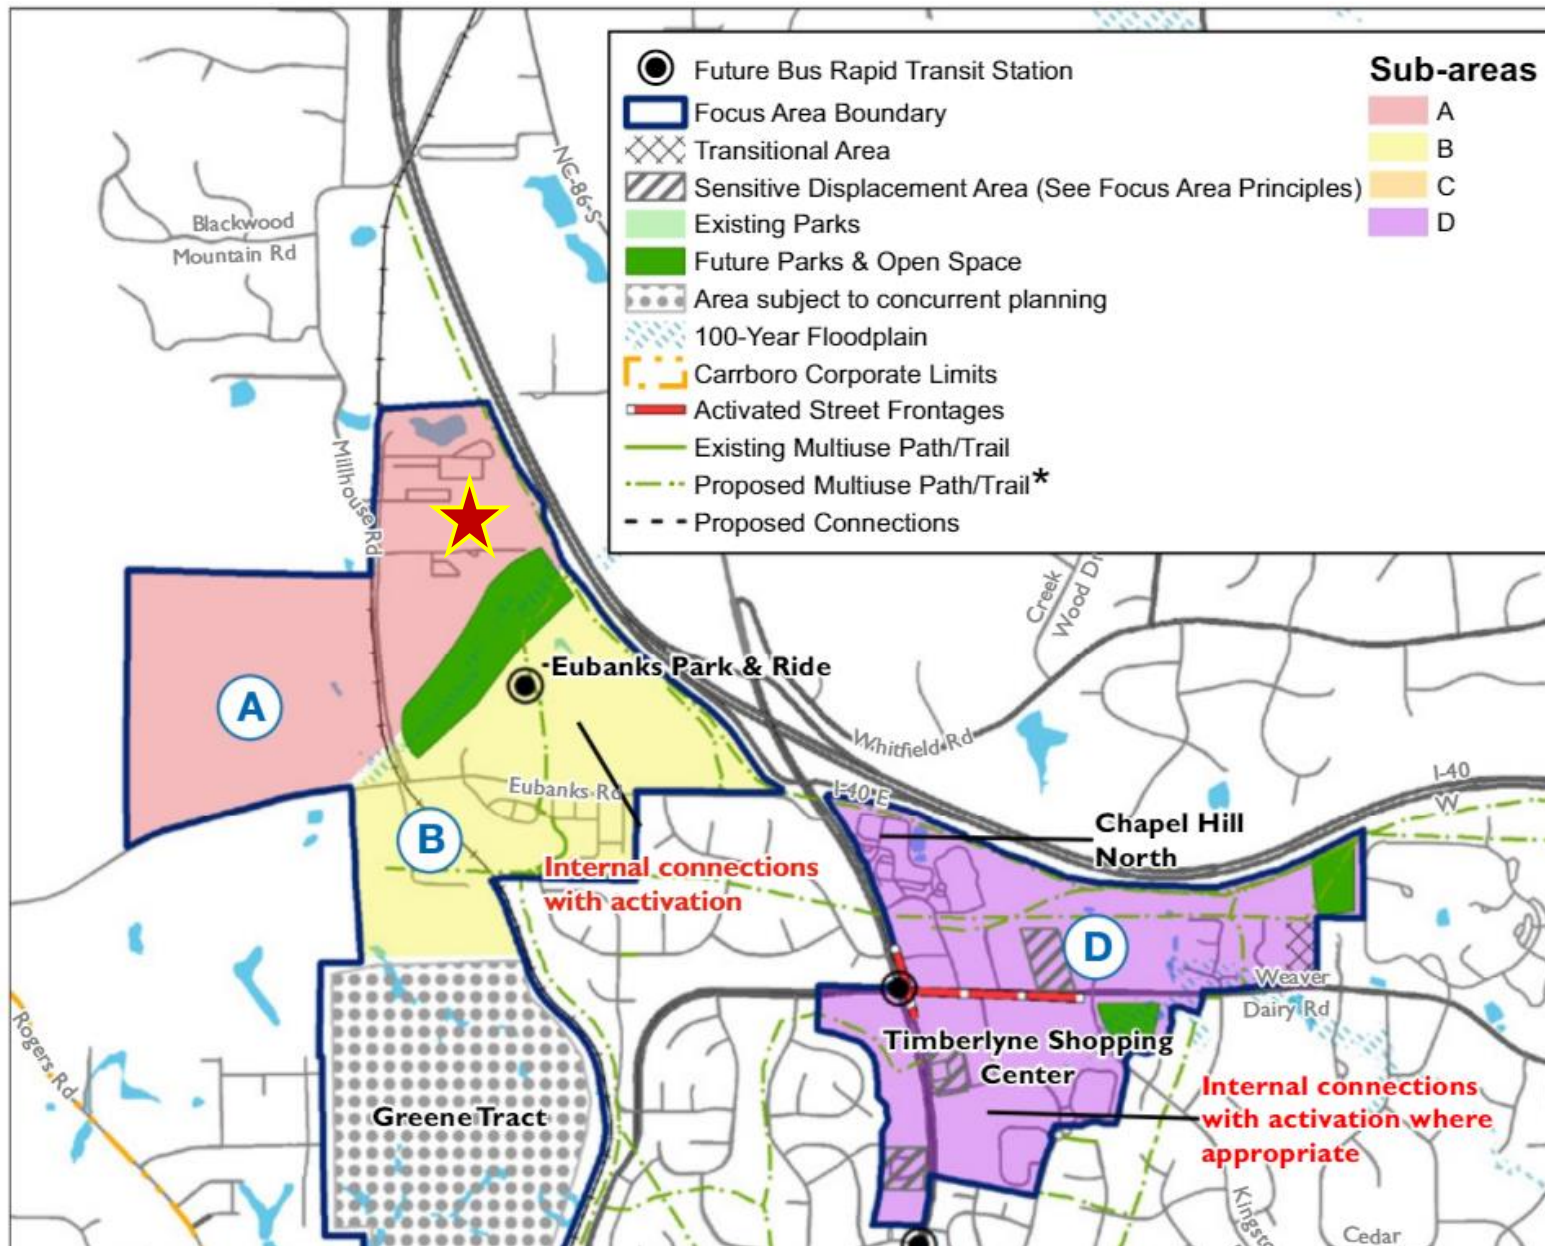 Future Bus Rapid Transit Station
Focus Area Boundary
Transitional Area
Sensitive Displacement Area (See Focus Area Principles)
Existing Parks
Future Parks & Open Space
Area subject to concurrent planning
100-Year Floodplain
Carrboro Corporate Limits
Activated Street Frontages
Existing Multiuse Path/Trail
Proposed Multiuse Path/Trail*
Proposed Connections
Sub-areas
A
B
C
D
NC-86-S
Blackwood
Mountain Rd
Millhouse Rd
Creek
Wood Dr
Eubanks Park & Ride
A
Whitfield Rd
I-40
W
Eubanks Rd
I-40 E
Chapel Hill
North
B
Internal connections
with activation
D
Weaver
Dairy Rd
Rogers Rd
Timberlyne Shopping
Center
Greene Tract
Internal connections
with activation where
appropriate
Cedar